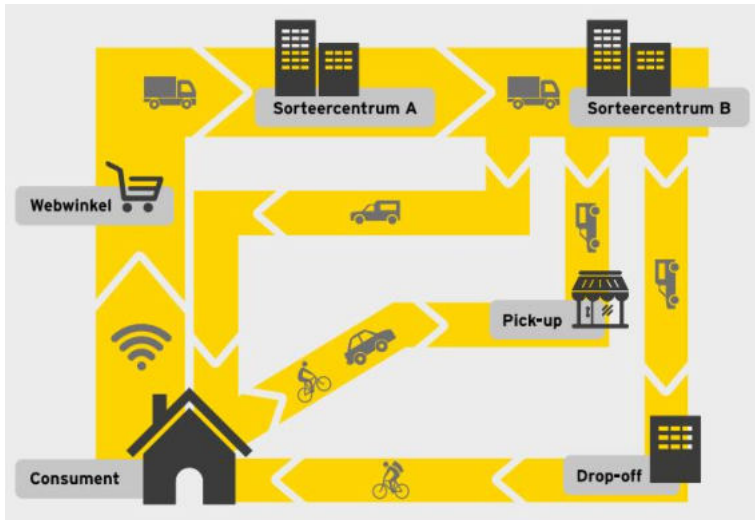 Sorteercentrum A
Sorteercentrum B
Webwinkel
Pick-up
Consument
Drop-off